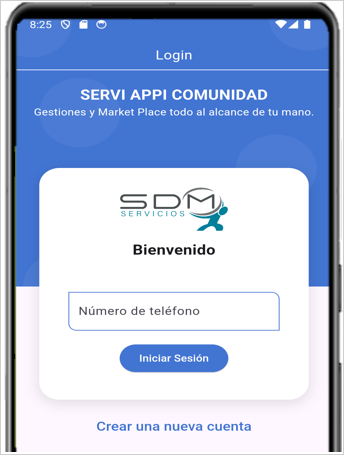 8:25
Login
SERVI APPI COMUNIDAD
Gestiones y Market Place todo al alcance de tu mano.
SDM
SERVICIOS
Bienvenido
Número de teléfono
Iniciar Sesión
Crear una nueva cuenta